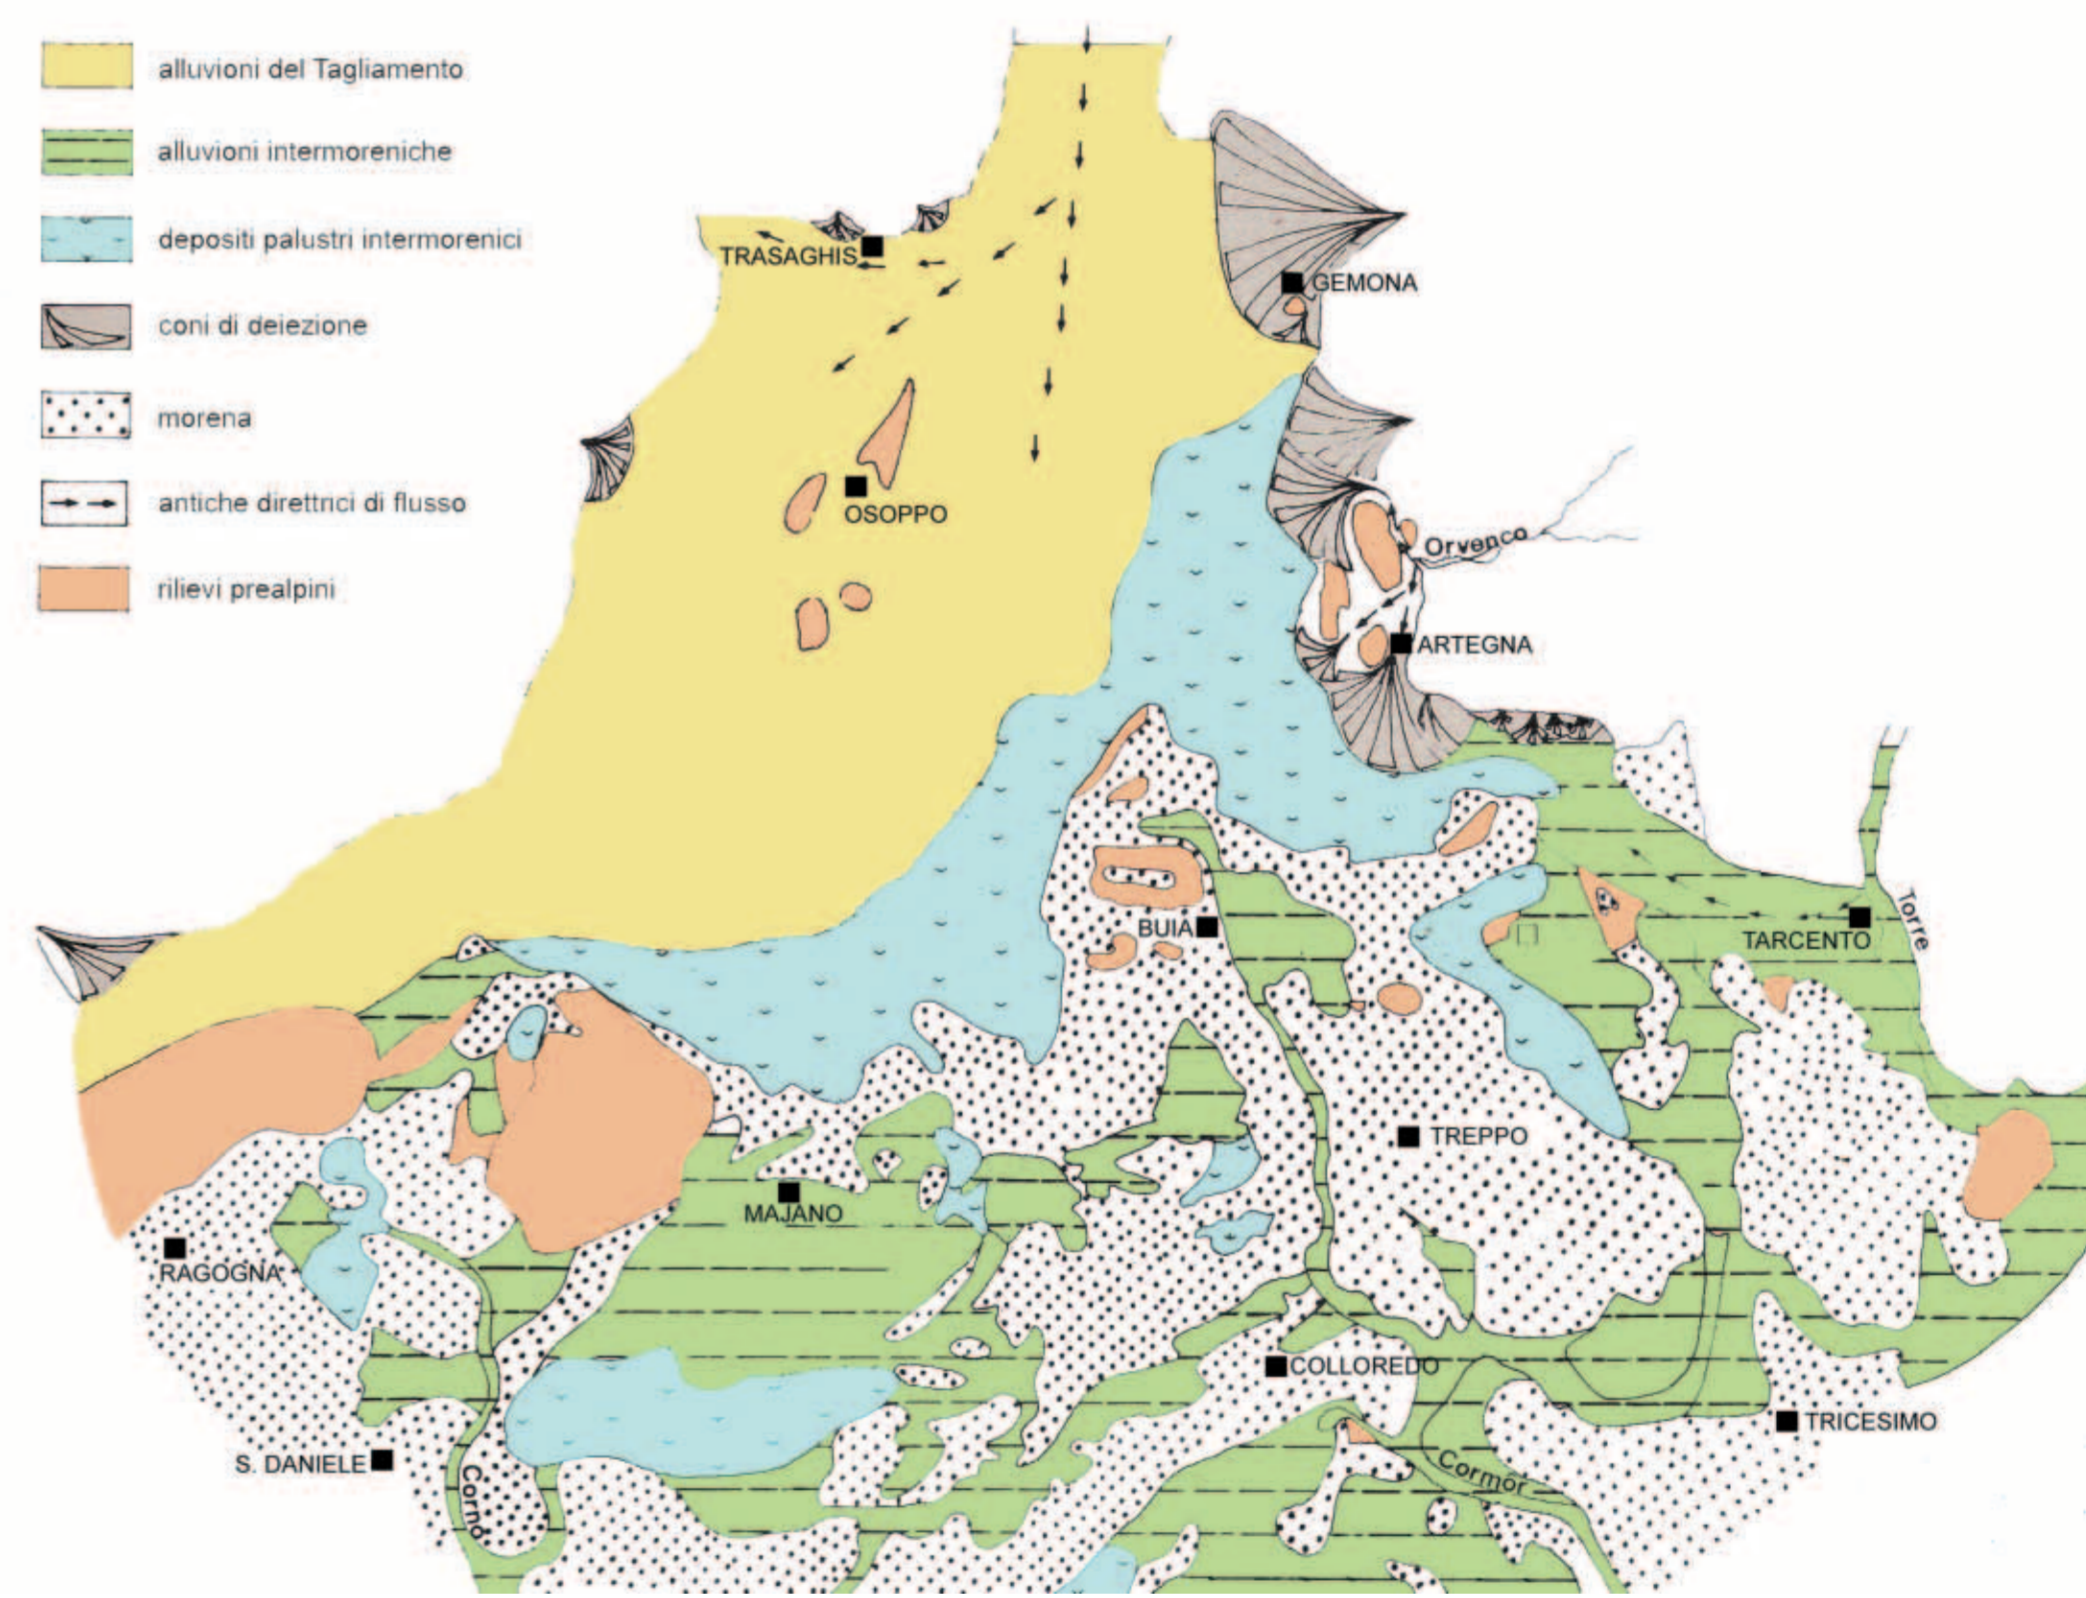 alluvioni del Tagliamento
alluvioni intermoreniche
depositi palustri intermorenici
coni di deiezione
morena
antiche direttrici di flusso
rilievi prealpini
TRASAGHIS
GEMONA
OSOPPO
Orvenco
ARTEGNA
BUIA
TARCENTO
Torre
TREPPO
MAJANO
RAGOGNA
COLLOREDO
TRICESIMO
S. DANIELE
Corno
Cormór